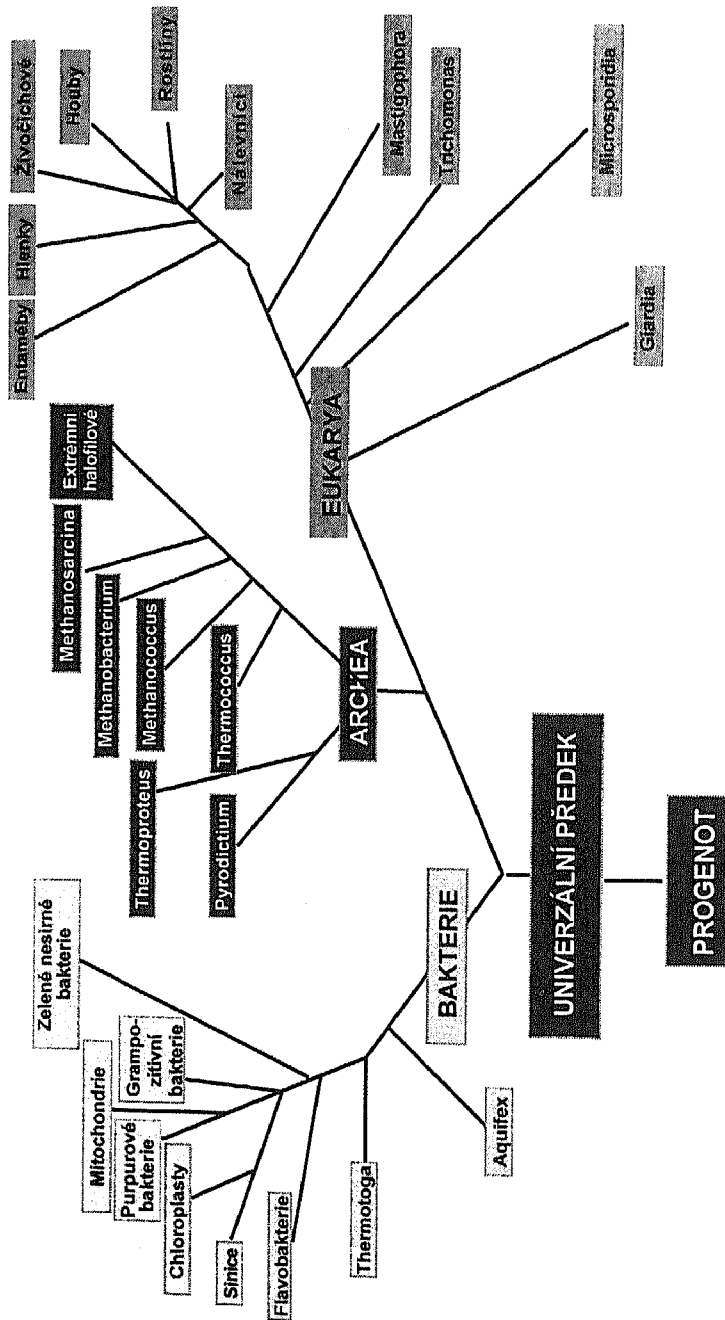 Zelené nesirné
bakterie
Mitochondrie
Grampo-
zitivní
bakterie
Purpurové
bakterie
Chloroplasty
Sinice
Flavobakterie
Thermotoga
Aquifex
BAKTERIE
Thermoproteus
Pyrodictium
Methanosarcina
Methanobacterium
Methanococcus
Thermococcus
Extrémní
halofilové
ARCHEA
Entaméby
Hlenky
Živočichové
Houby
Rostliny
Nálevníci
Mastigophora
Trichomonas
Microsporidia
Giardia
EUKARYA
UNIVERZÁLNÍ PŘEDEK
PROGENOT